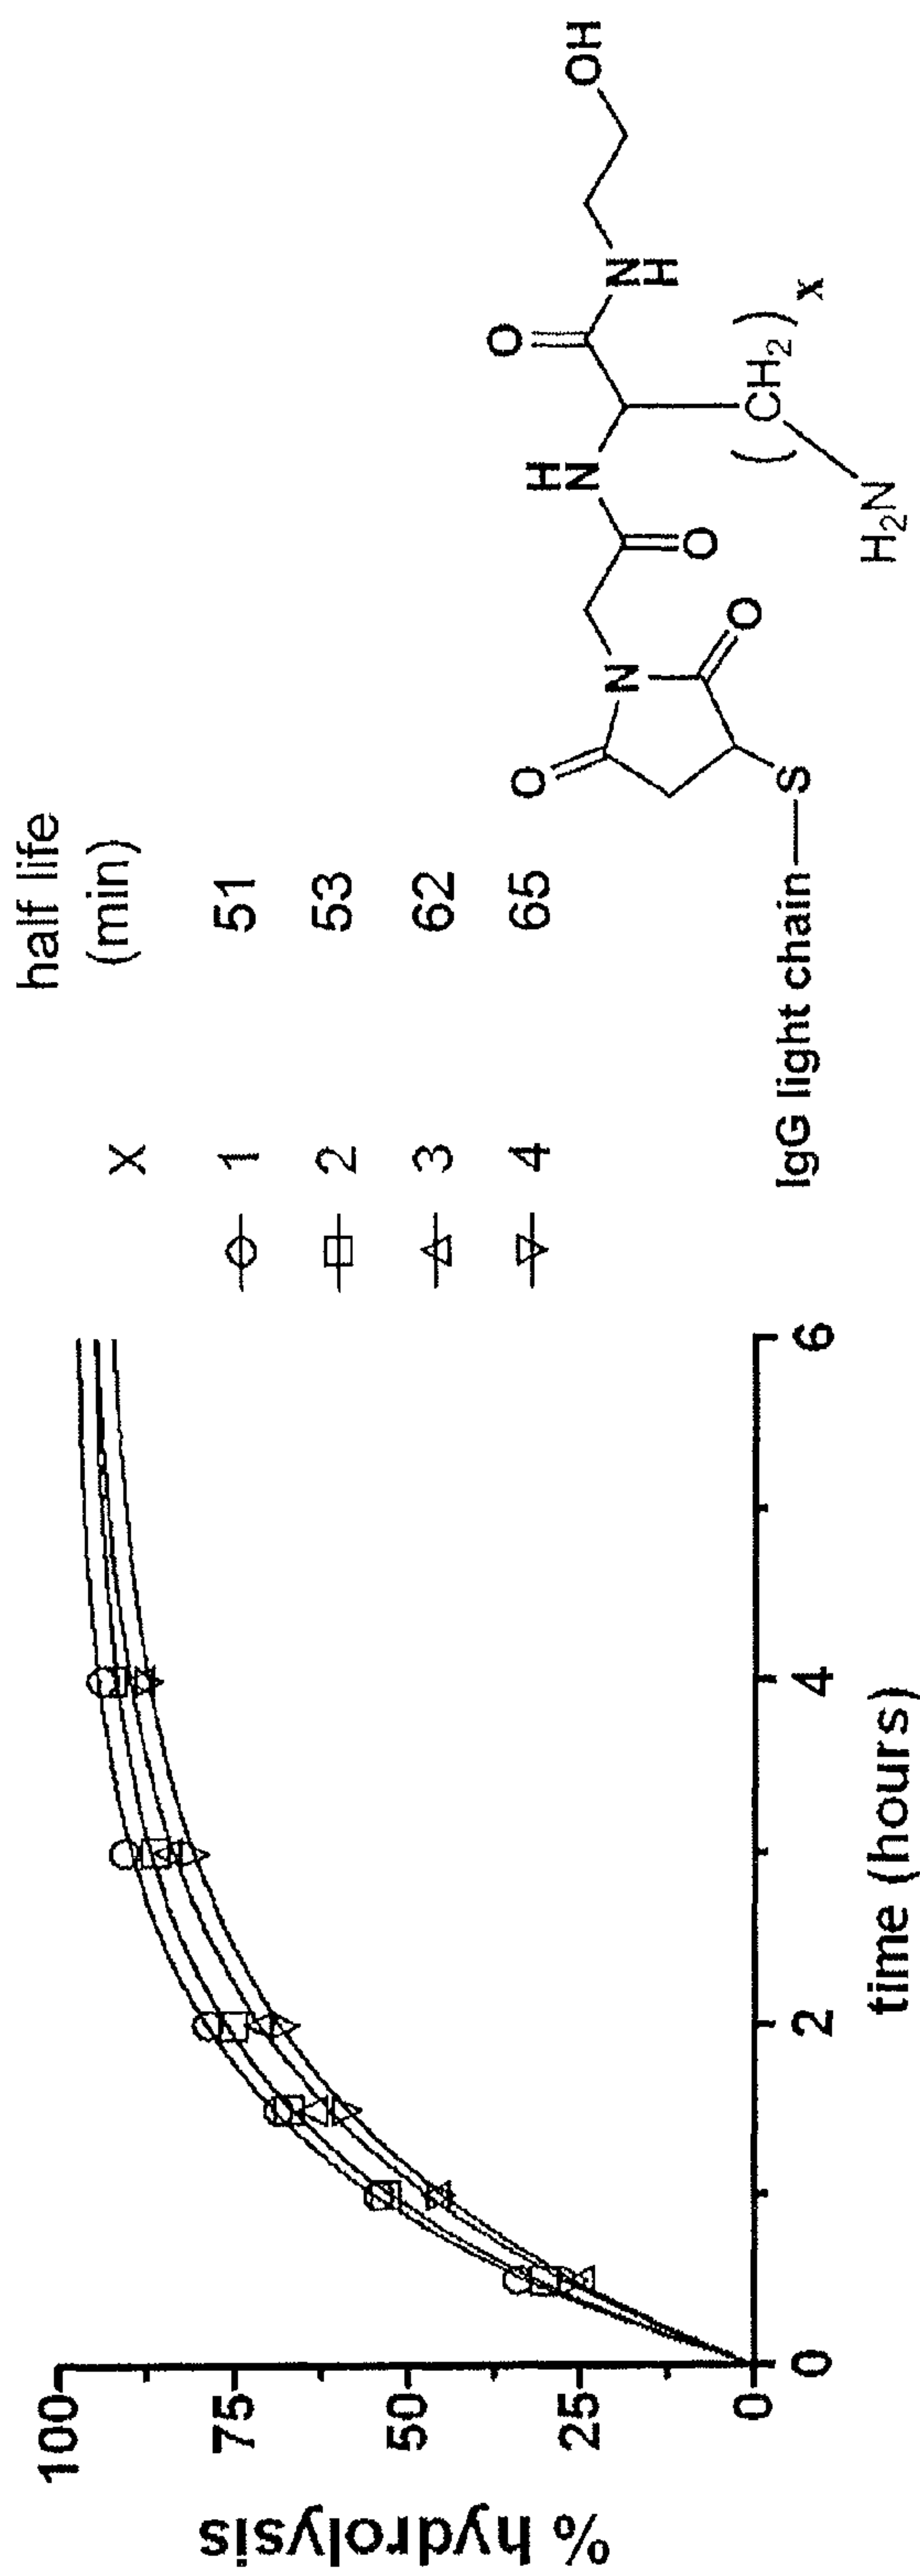 % hydrolysis
100
75
50
25
0
0 2 4 6
time (hours)
X half life (min)
1 51
2 53
3 62
4 65
IgG light chain—S
O
N
O
O
H
N
O
N
H
OH
(CH2)x
H2N